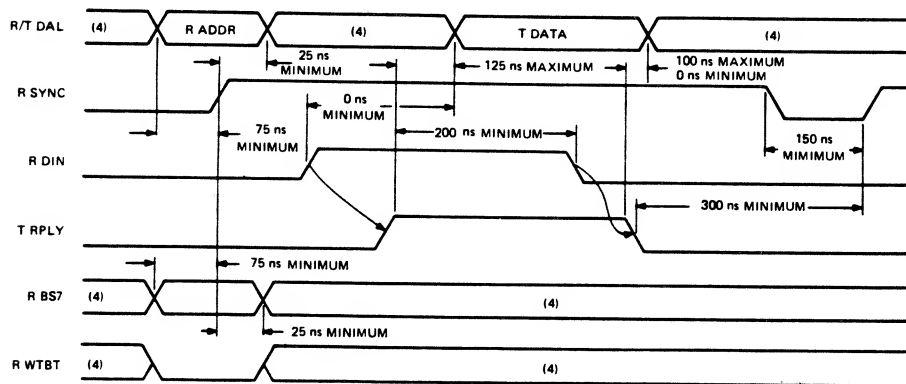 R/T DAL (4) R ADDR (4) T DATA (4)
25 ns
MINIMUM
125 ns MAXIMUM
100 ns MAXIMUM
0 ns MINIMUM
R SYNC
0 ns
MINIMUM
75 ns
MINIMUM
200 ns MINIMUM
150 ns
MIMIMUM
R DIN
300 ns MINIMUM
T RPLY
75 ns MINIMUM
R BS7 (4) (4)
25 ns MINIMUM
R WTBT (4) (4)